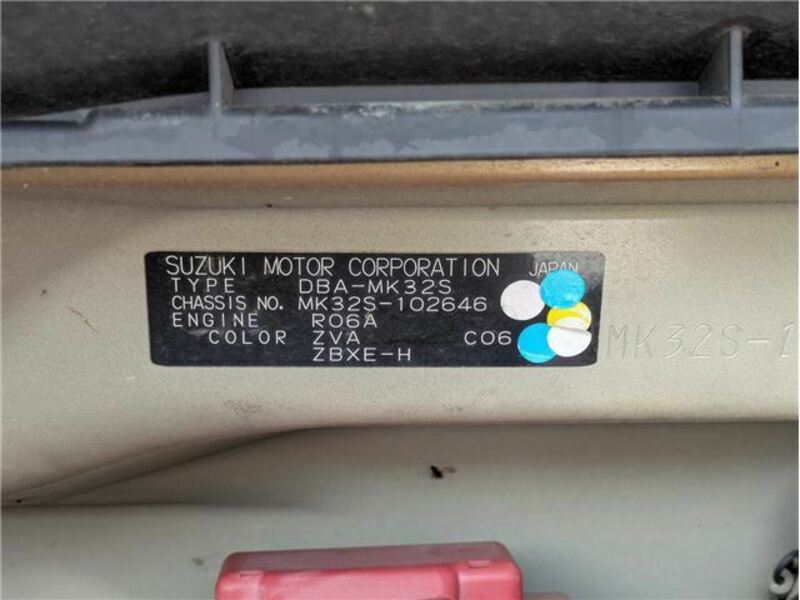 SUZUKI MOTOR CORPORATION JAPAN
TYPE DBA-MK32S
CHASSIS NO. MK32S-102646
ENGINE R06A
COLOR ZVA C06
ZBXE-H
MK32S-1